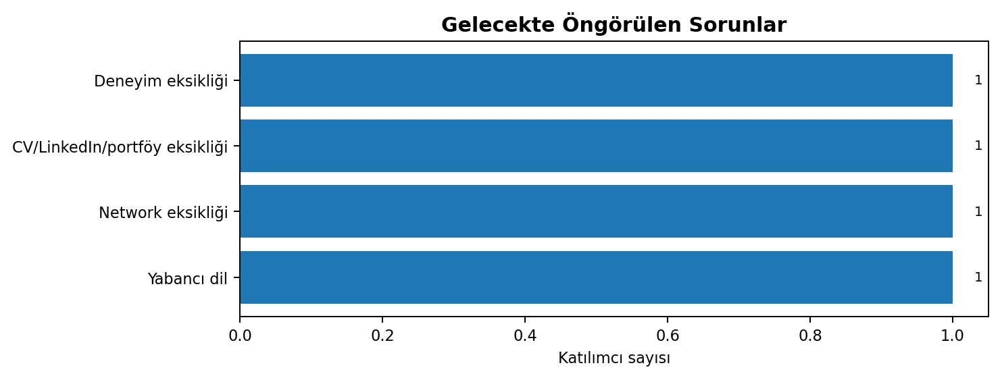 Gelecekte Öngörülen Sorunlar
Deneyim eksikliği
1
CV/LinkedIn/portföy eksikliği
1
Network eksikliği
1
Yabancı dil
1
0.0 0.2 0.4 0.6 0.8 1.0
Katılımcı sayısı